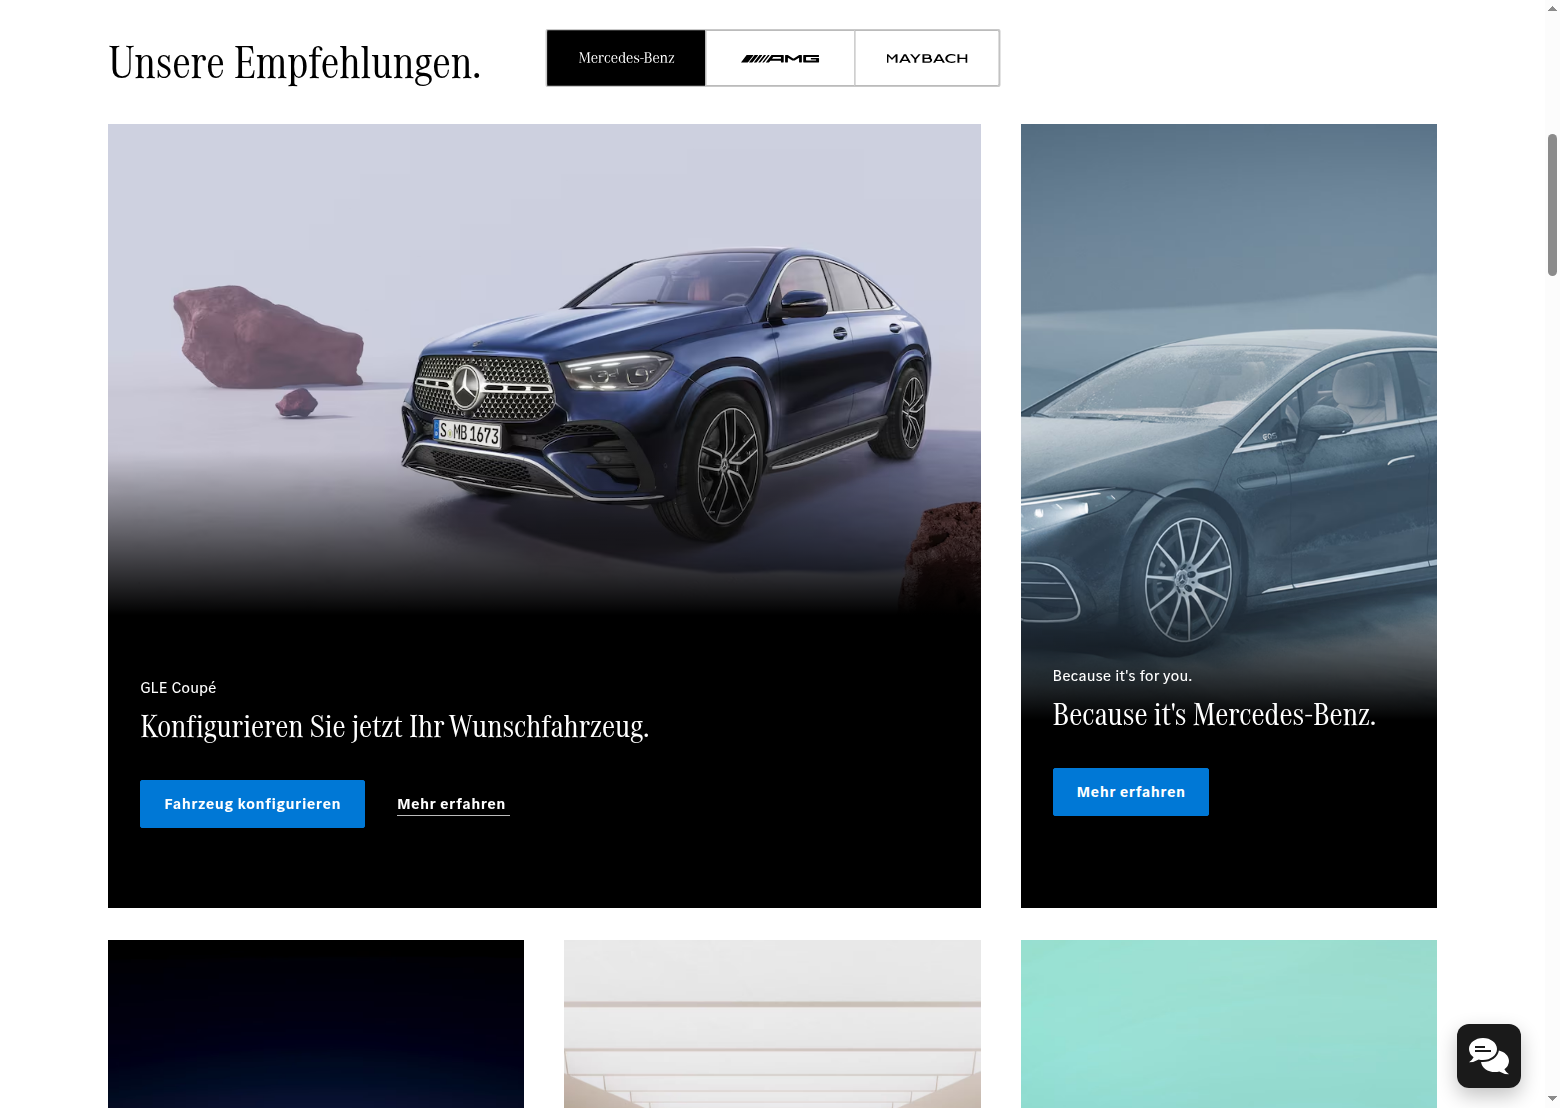 Unsere Empfehlungen.
Mercedes-Benz
AMG
MAYBACH
S MB 1673
GLE Coupé
Konfigurieren Sie jetzt Ihr Wunschfahrzeug.
Fahrzeug konfigurieren
Mehr erfahren
EQS
Because it's for you.
Because it's Mercedes-Benz.
Mehr erfahren